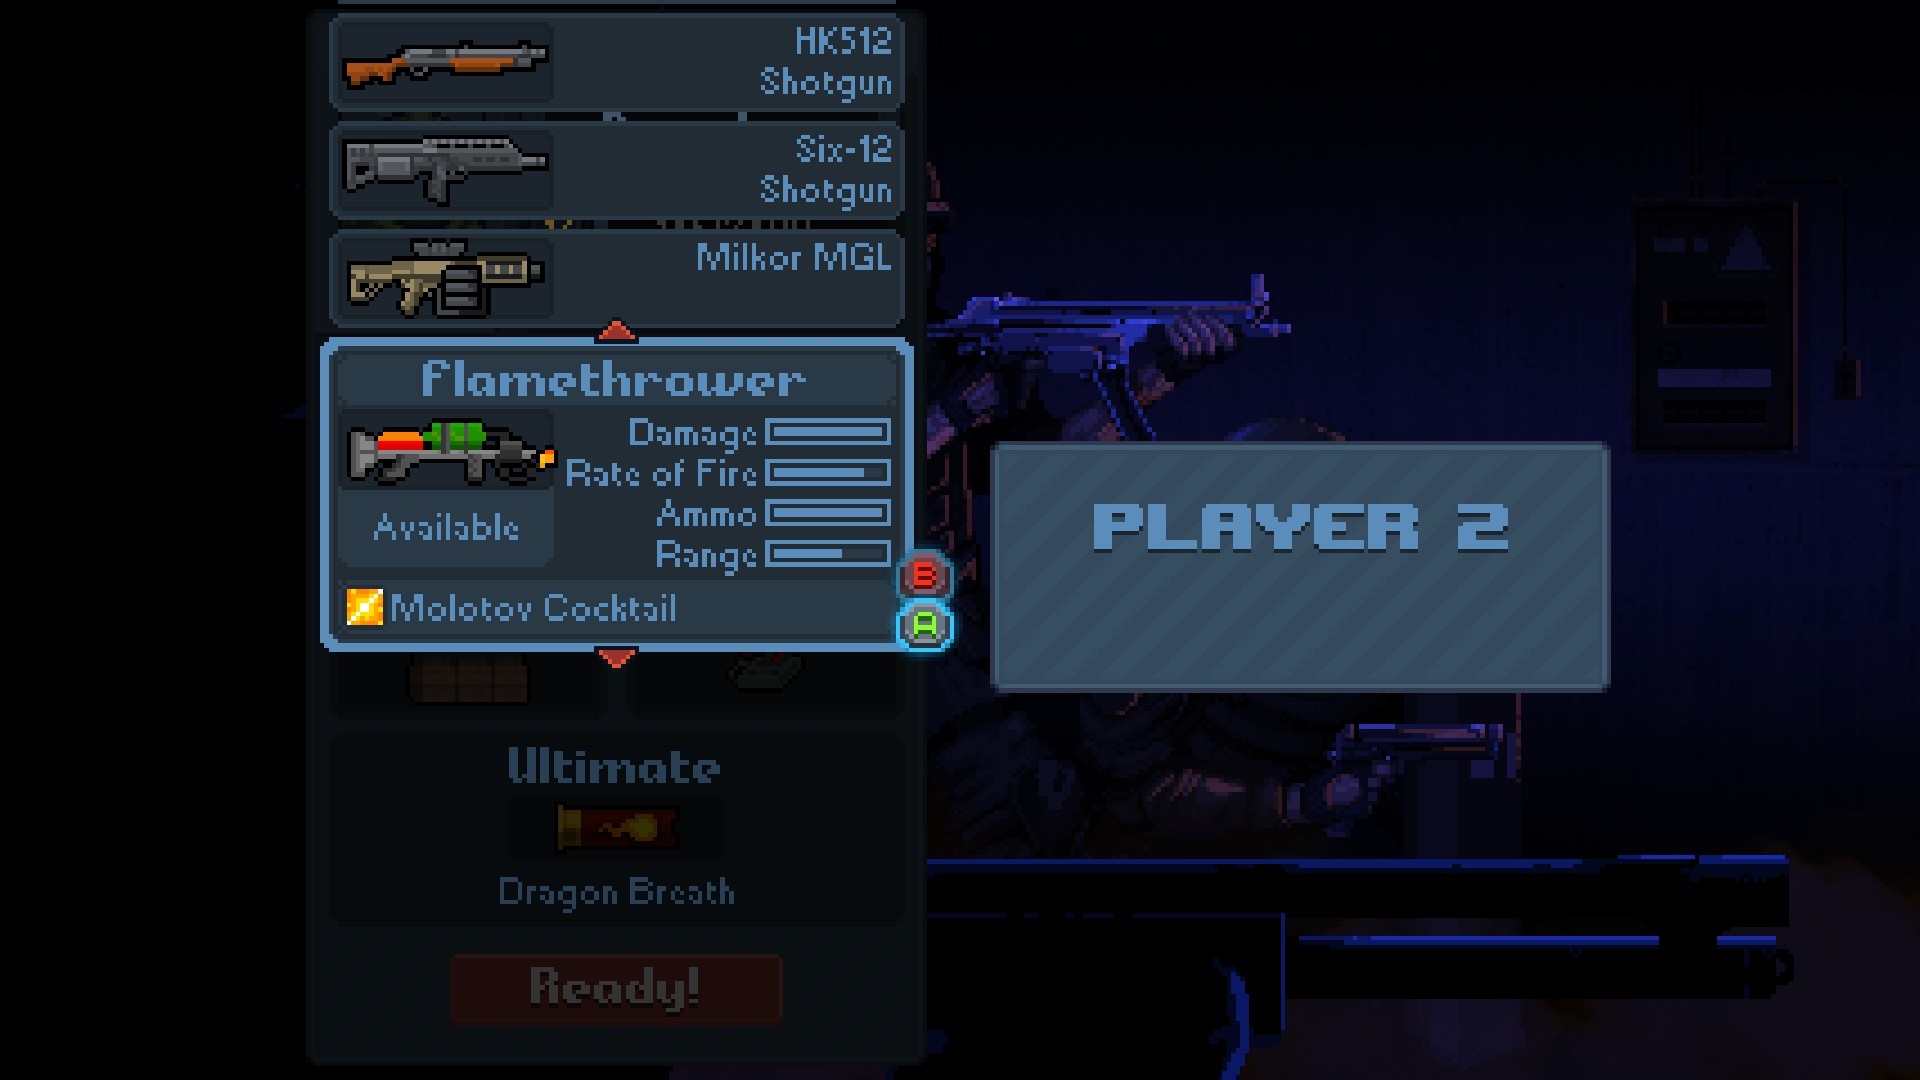 HK512
Shotgun
Six-12
Shotgun
Milkor MGL
Flamethrower
Damage
Rate of Fire
Ammo
Range
Available
Molotov Cocktail
B
A
PLAYER 2
Ultimate
Dragon Breath
Ready!